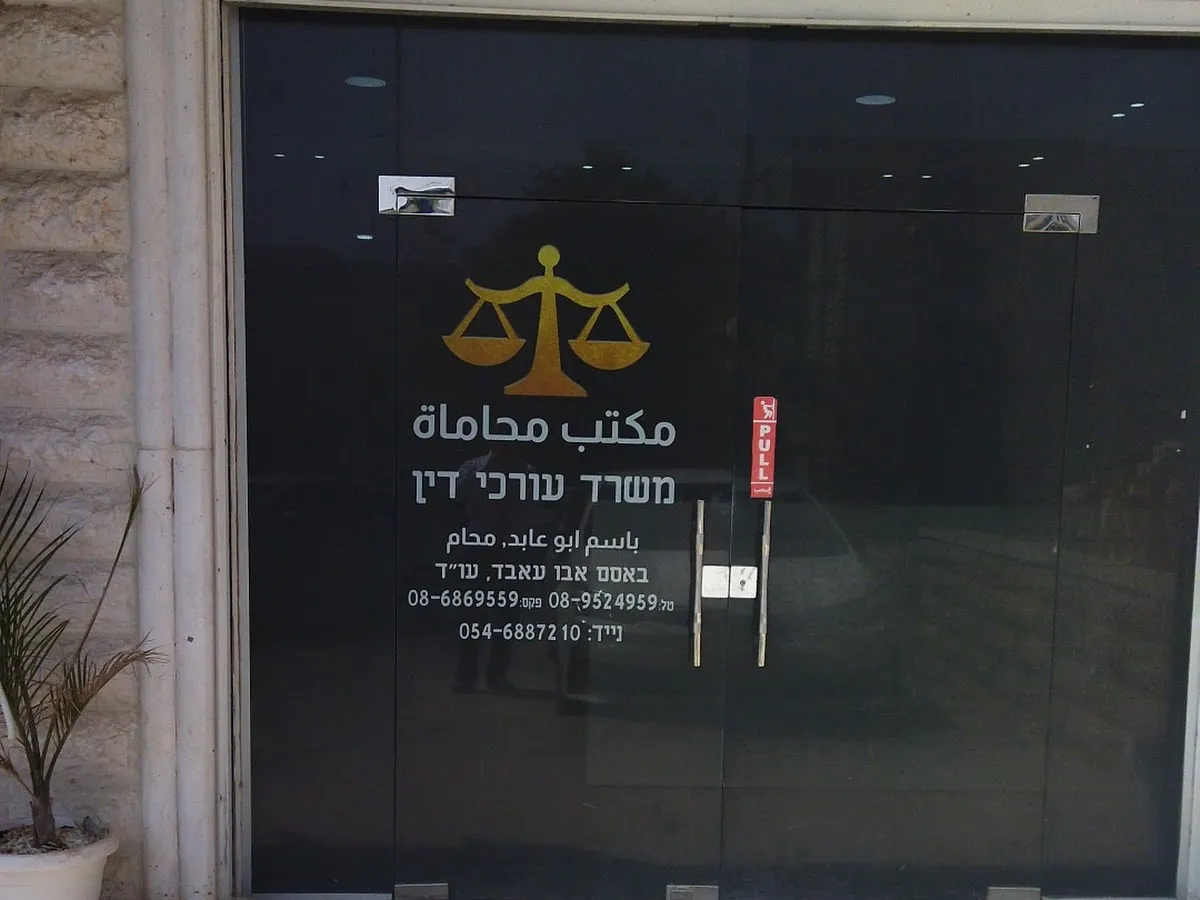 مكتب محاماة
משרד עורכי דין
باسم ابو عابد, محام
באסם אבו עאבד, עו״ד
טל:08-9524959 פקס:08-6869559
נייד: 054-6887210
PULL
إسحب